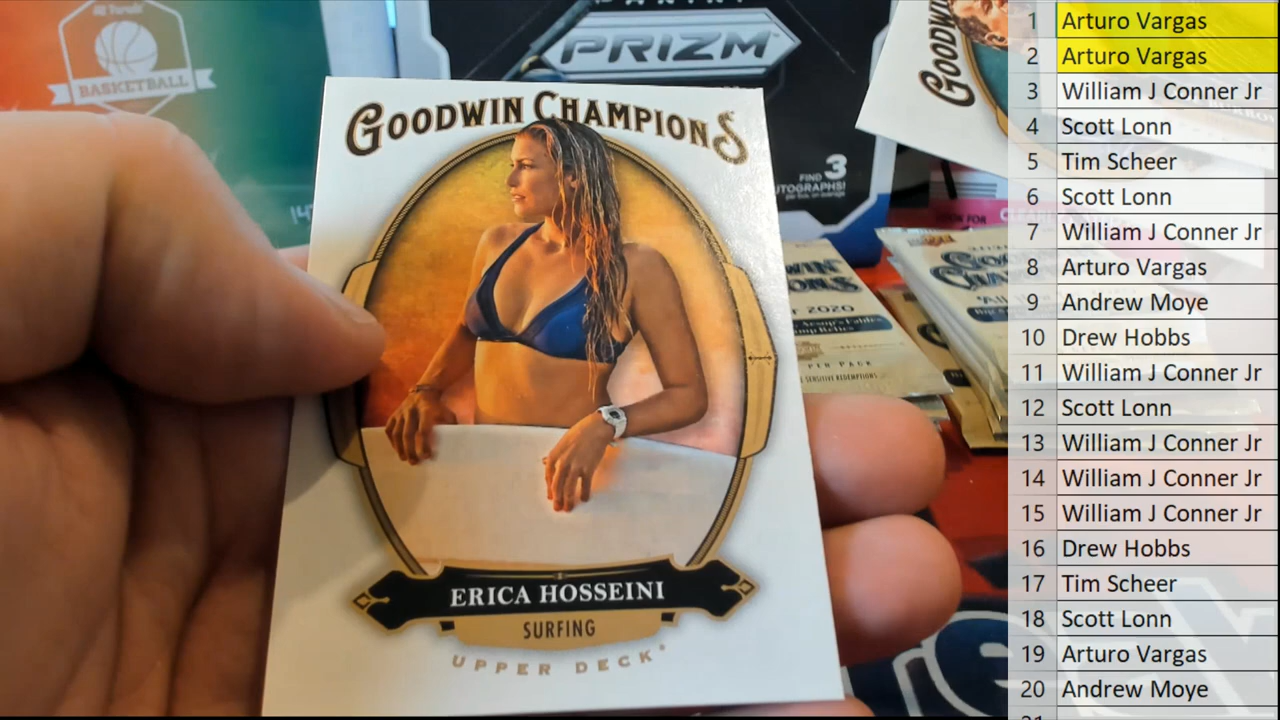 BASKETBALL
PRIZM
FIND 3
AUTOGRAPHS!
GOODWIN CHAMPIONS
ERICA HOSSEINI
SURFING
UPPER DECK
GOODWIN
2020
PER PACK
1 Arturo Vargas
2 Arturo Vargas
3 William J Conner Jr
4 Scott Lonn
5 Tim Scheer
6 Scott Lonn
7 William J Conner Jr
8 Arturo Vargas
9 Andrew Moye
10 Drew Hobbs
11 William J Conner Jr
12 Scott Lonn
13 William J Conner Jr
14 William J Conner Jr
15 William J Conner Jr
16 Drew Hobbs
17 Tim Scheer
18 Scott Lonn
19 Arturo Vargas
20 Andrew Moye